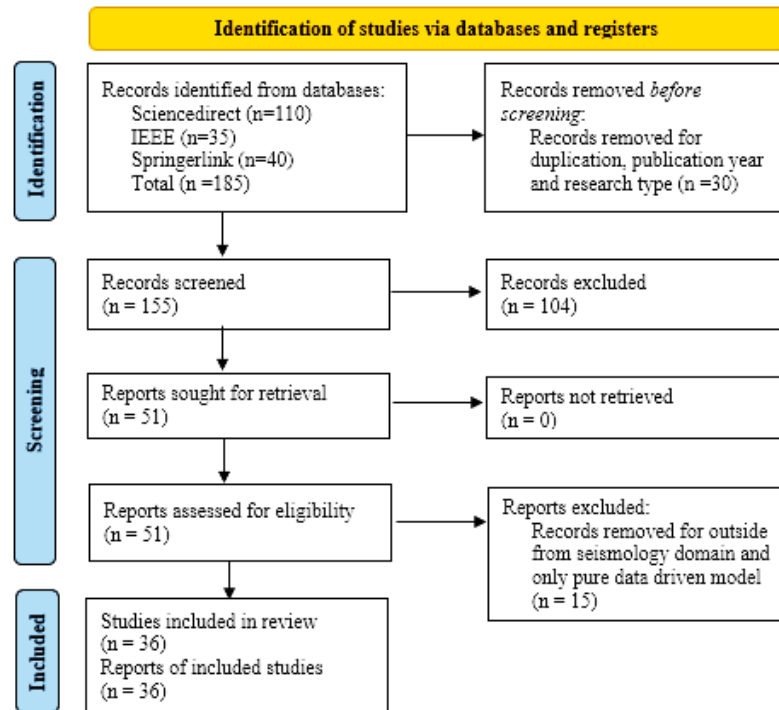 Identification of studies via databases and registers
Identification
Records identified from databases:
Sciencedirect (n=110)
IEEE (n=35)
Springerlink (n=40)
Total (n =185)
Records removed before
screening:
Records removed for
duplication, publication year
and research type (n =30)
Screening
Records screened
(n = 155)
Records excluded
(n = 104)
Reports sought for retrieval
(n = 51)
Reports not retrieved
(n = 0)
Reports assessed for eligibility
(n = 51)
Reports excluded:
Records removed for outside
from seismology domain and
only pure data driven model
(n = 15)
Included
Studies included in review
(n = 36)
Reports of included studies
(n = 36)